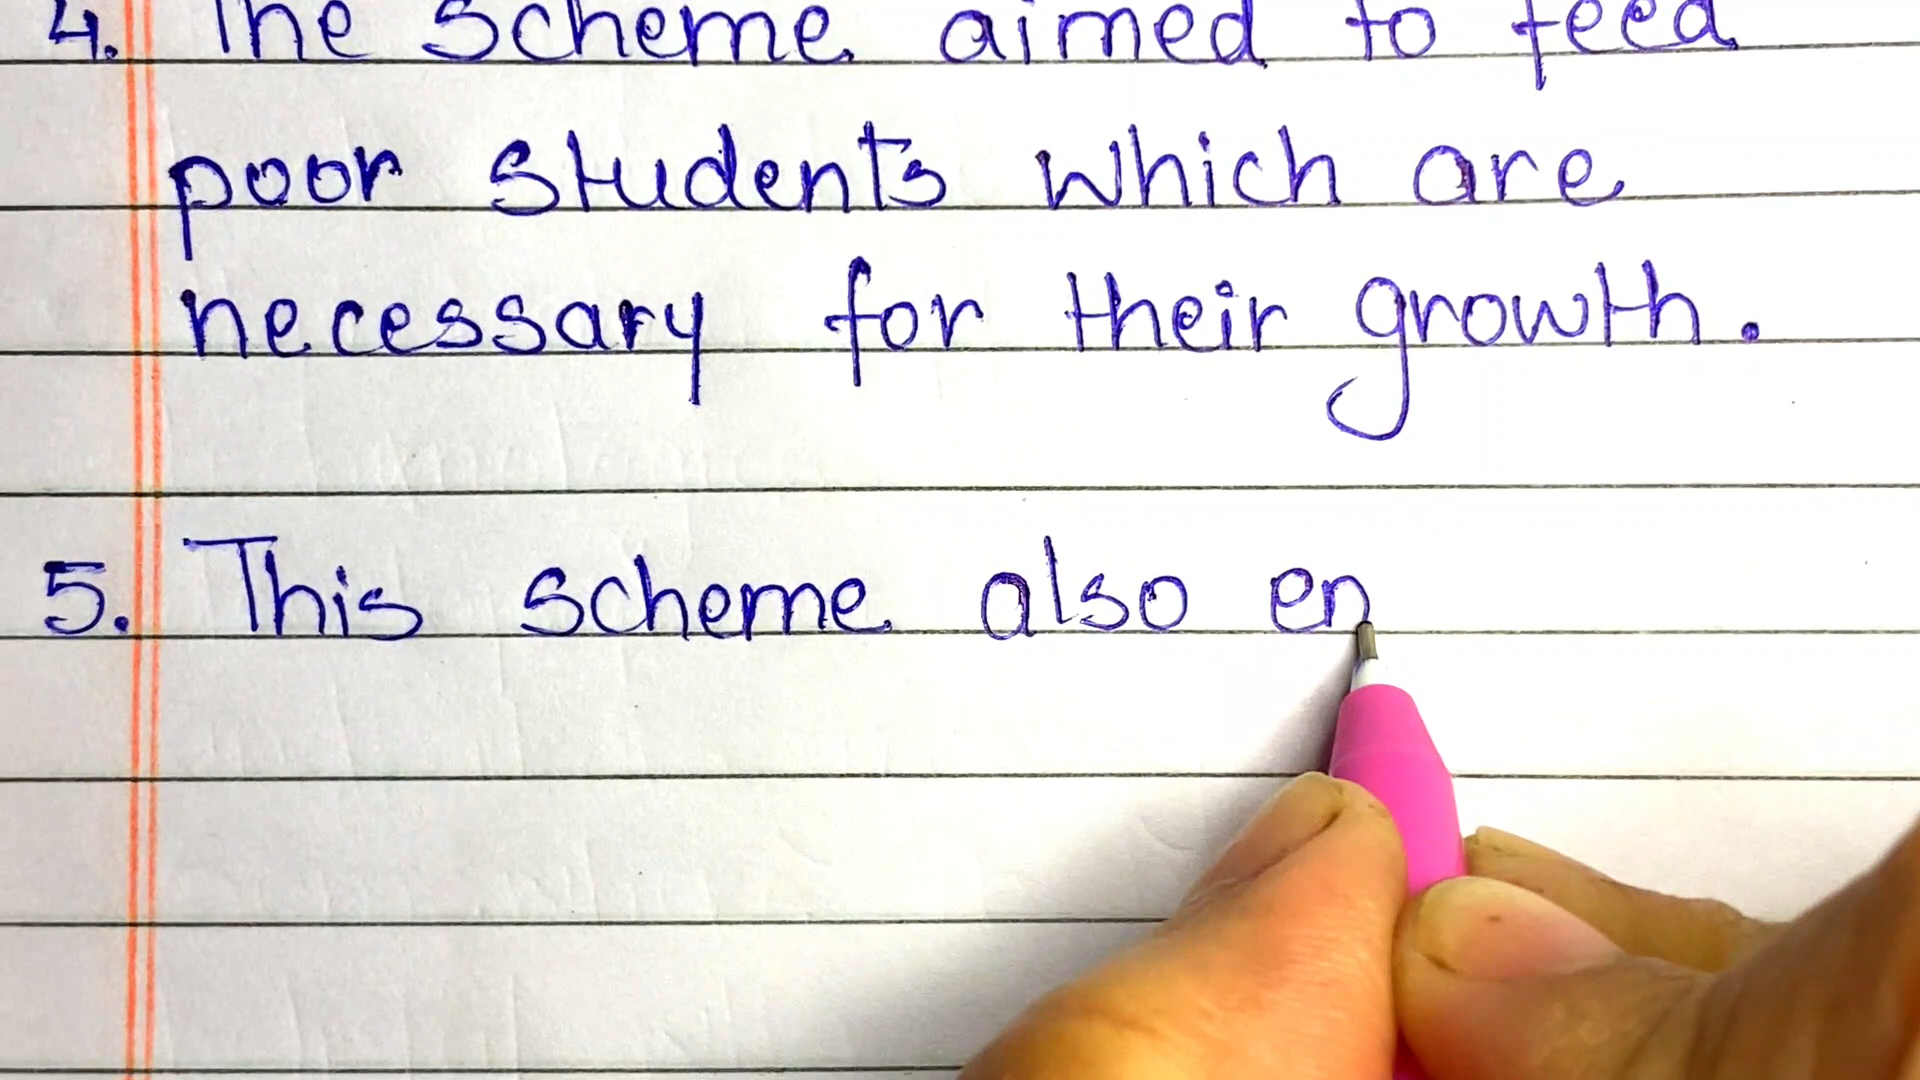 4. The scheme aimed to feed
poor students which are
necessary for their growth.
5. This scheme also en